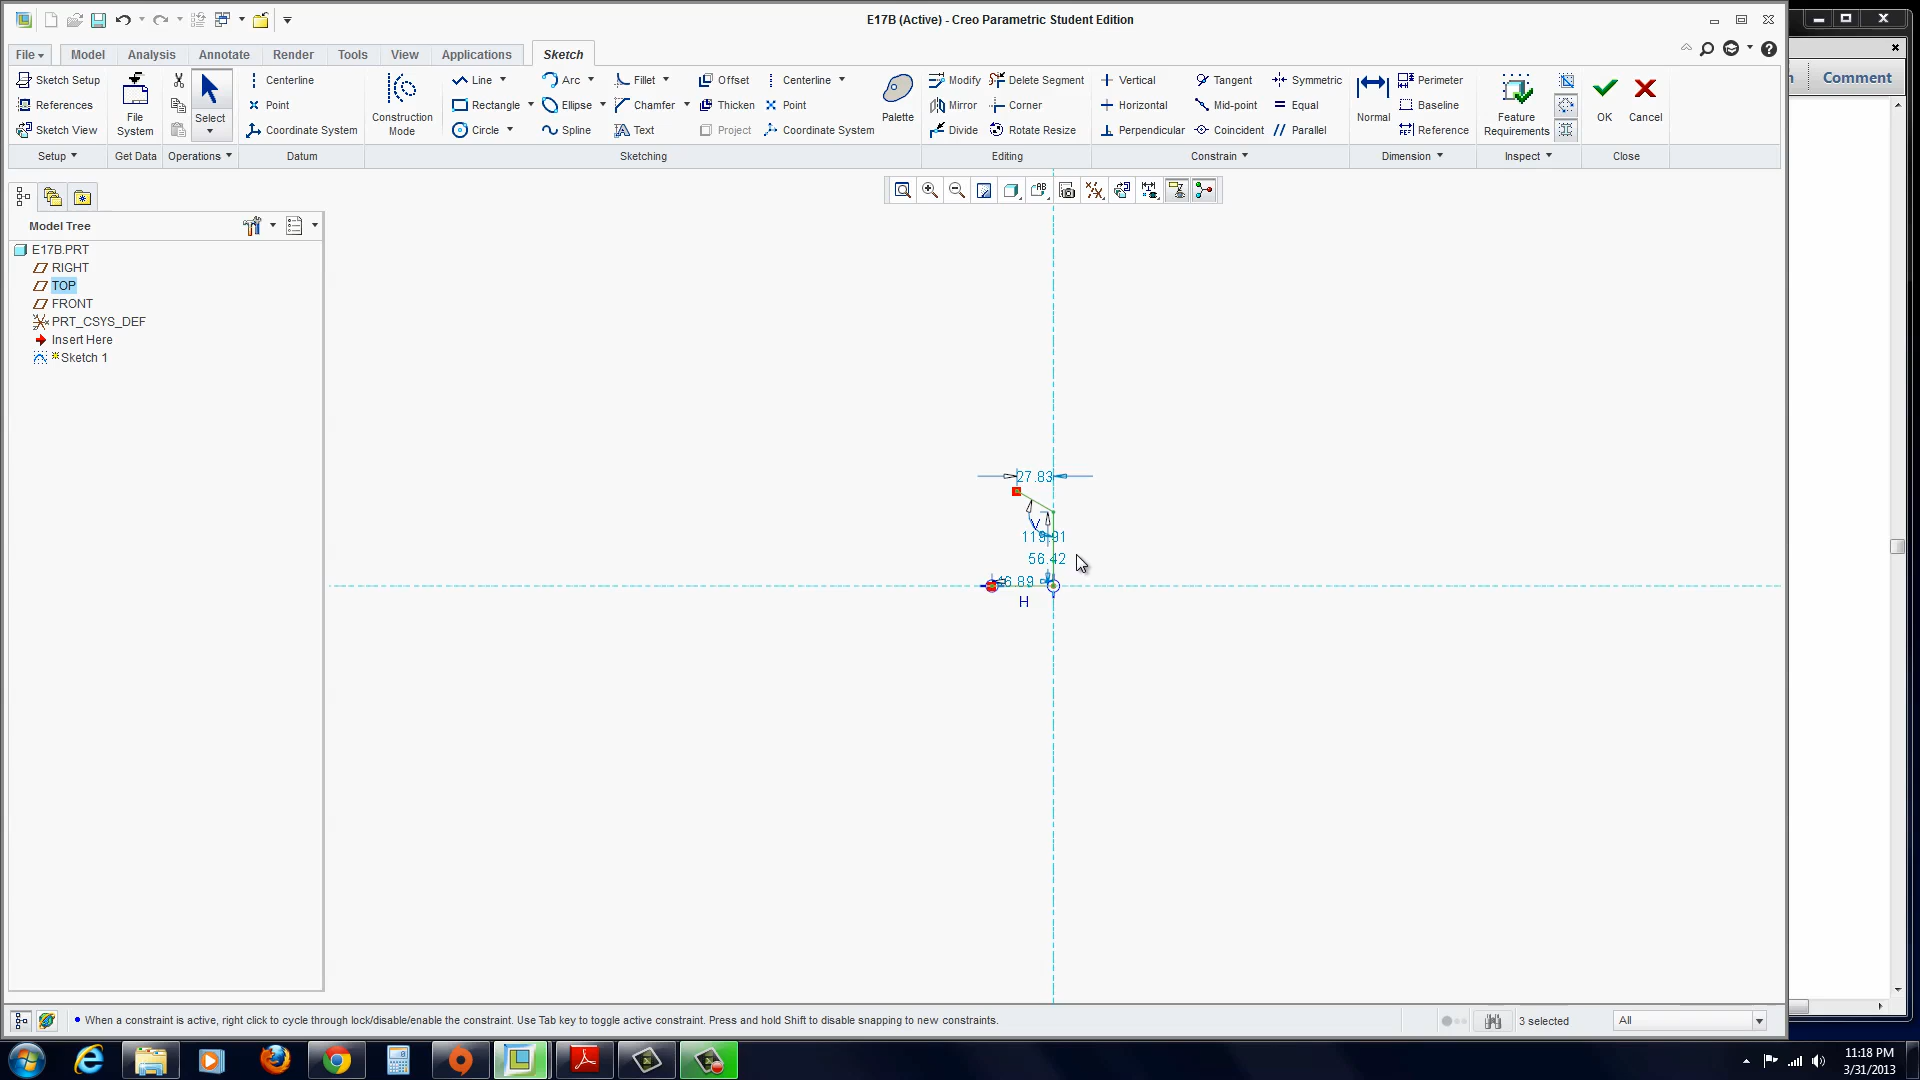 E17B (Active) - Creo Parametric Student Edition
File Model Analysis Annotate Render Tools View Applications Sketch
Comment
Sketch Setup
References
Sketch View
Setup
File System
Get Data
Select
Operations
Centerline
Point
Coordinate System
Datum
Construction Mode
Line
Rectangle
Circle
Arc
Ellipse
Spline
Fillet
Chamfer
Text
Offset
Thicken
Project
Centerline
Point
Coordinate System
Palette
Sketching
Modify
Mirror
Divide
Delete Segment
Corner
Rotate Resize
Editing
Vertical
Horizontal
Perpendicular
Tangent
Mid-point
Coincident
Symmetric
Equal
Parallel
Constrain
Normal
Perimeter
Baseline
Reference
Dimension
Feature Requirements
Inspect
OK
Cancel
Close
Model Tree
E17B.PRT
RIGHT
TOP
FRONT
PRT_CSYS_DEF
Insert Here
Sketch 1
27.83
V
56.42
H
When a constraint is active, right click to cycle through lock/disable/enable the constraint. Use Tab key to toggle active constraint. Press and hold Shift to disable snapping to new constraints.
3 selected
All
11:18 PM
3/31/2013